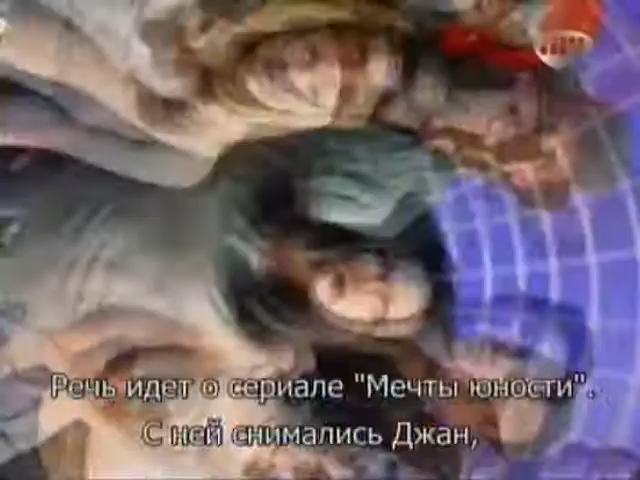 Речь идет о сериале "Мечты юности".
С ней снимались Джан,